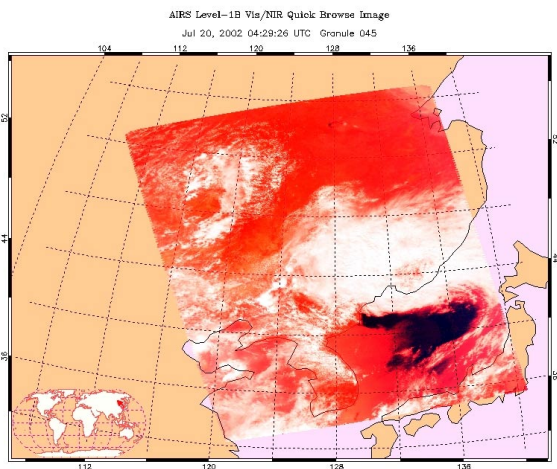 AIRS Level-1B Vis/NIR Quick Browse Image
Jul 20, 2002 04:29:26 UTC Granule 045
104 112 120 128 136
52
44
36
112 120 128 136